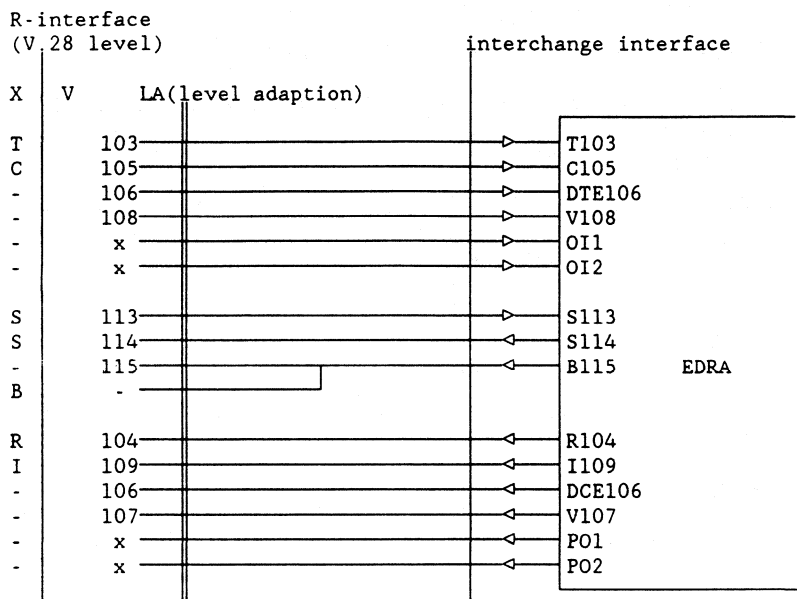 R-interface
(V.28 level) interchange interface
X V LA(level adaption)
T 103 T103
C 105 C105
- 106 DTE106
- 108 V108
- x OI1
- x OI2
S 113 S113
S 114 S114
- 115 B115 EDRA
B -
R 104 R104
I 109 I109
- 106 DCE106
- 107 V107
- x PO1
- x PO2